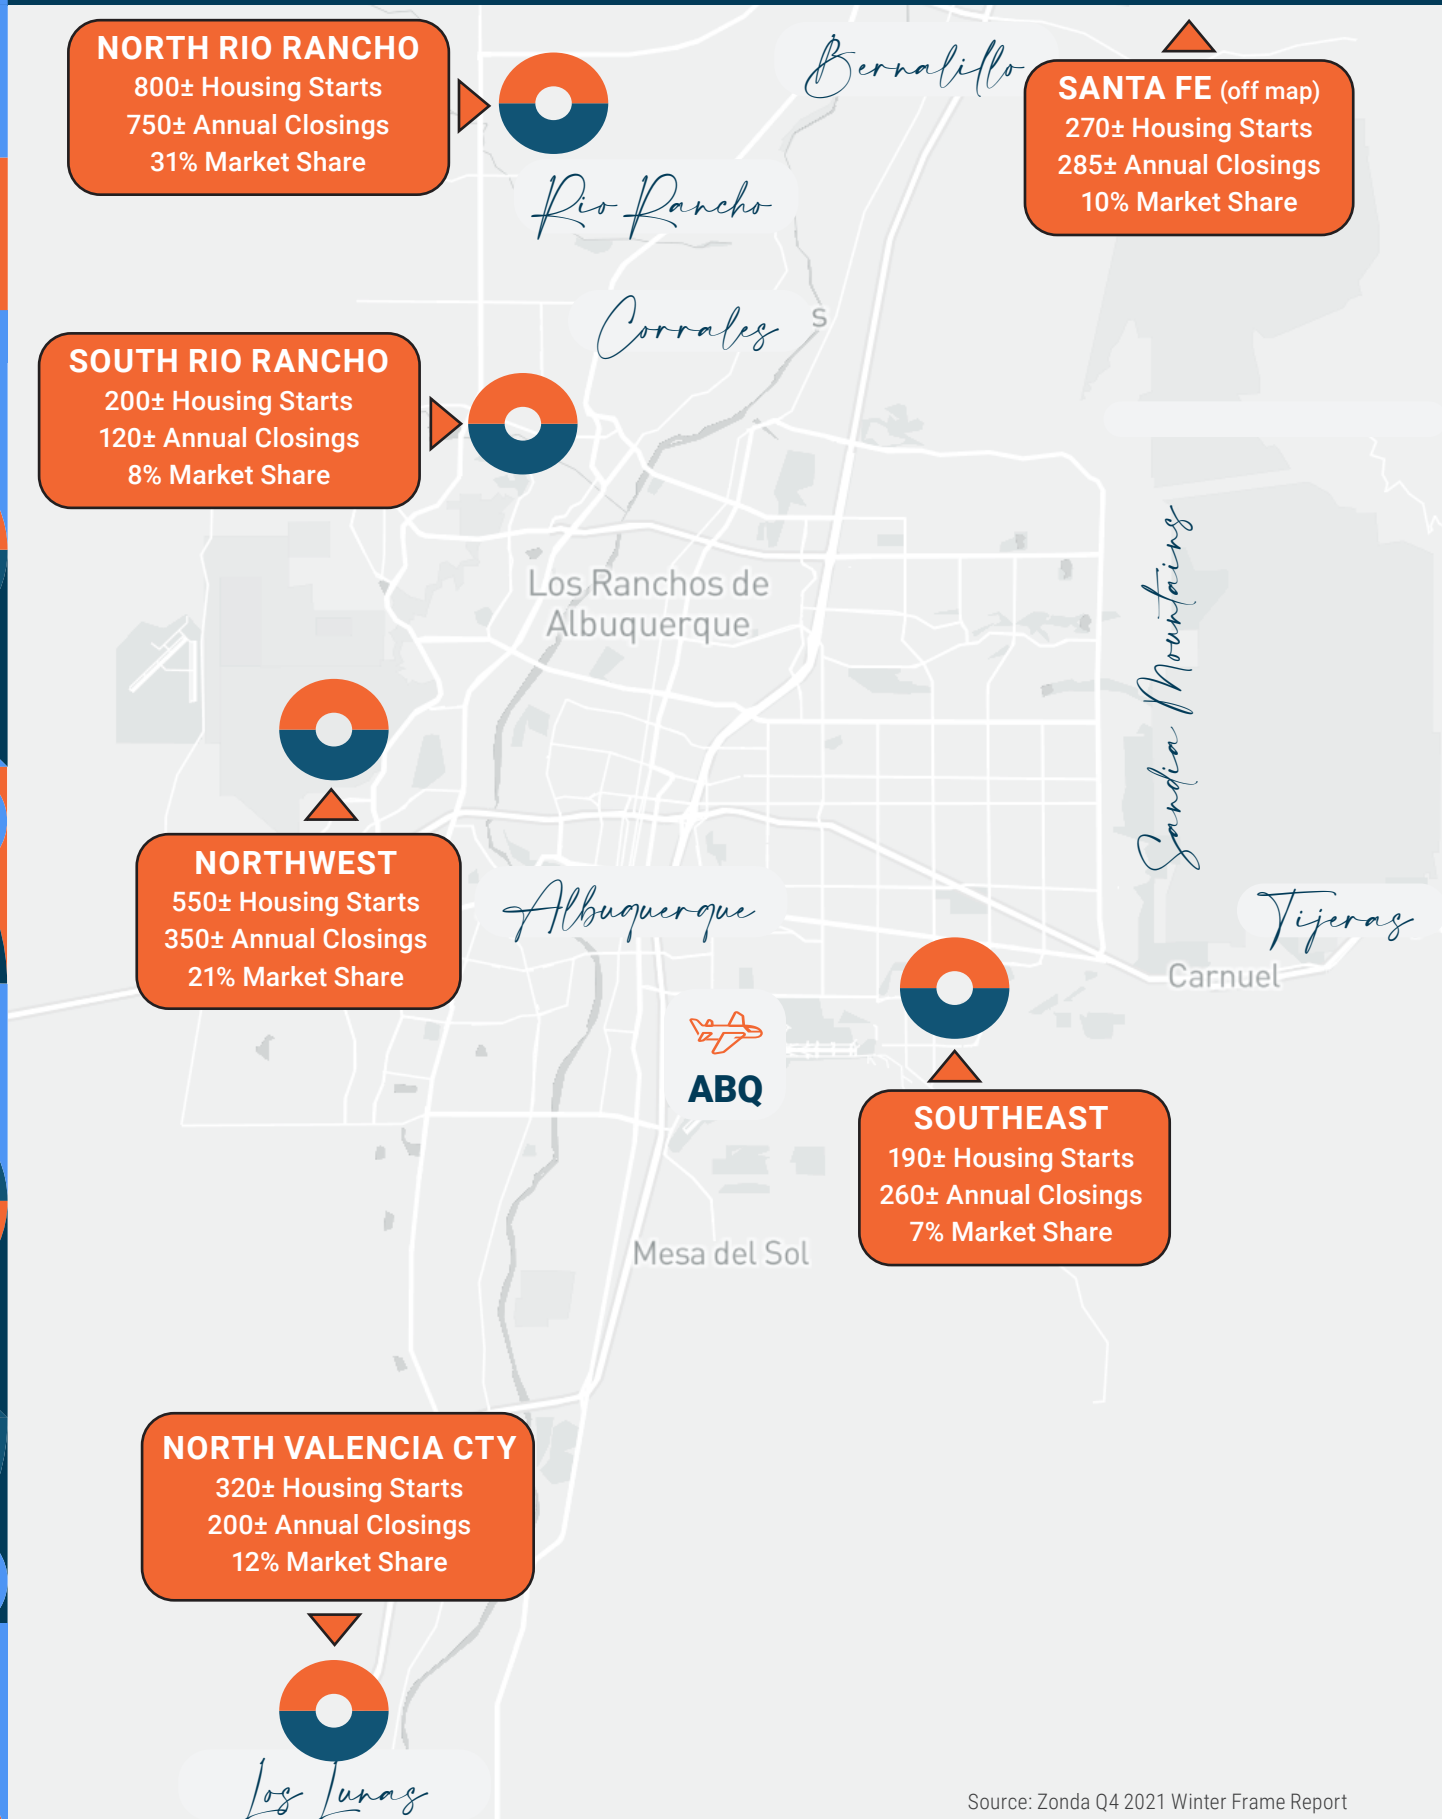 NORTH RIO RANCHO
800± Housing Starts
750± Annual Closings
31% Market Share
Bernalillo
SANTA FE (off map)
270± Housing Starts
285± Annual Closings
10% Market Share
Rio Rancho
Corrales
S
SOUTH RIO RANCHO
200± Housing Starts
120± Annual Closings
8% Market Share
Los Ranchos de
Albuquerque
Sandia Mountains
NORTHWEST
550± Housing Starts
350± Annual Closings
21% Market Share
Albuquerque
Tijeras
Carnuel
ABQ
SOUTHEAST
190± Housing Starts
260± Annual Closings
7% Market Share
Mesa del Sol
NORTH VALENCIA CTY
320± Housing Starts
200± Annual Closings
12% Market Share
Los Lunas
Source: Zonda Q4 2021 Winter Frame Report